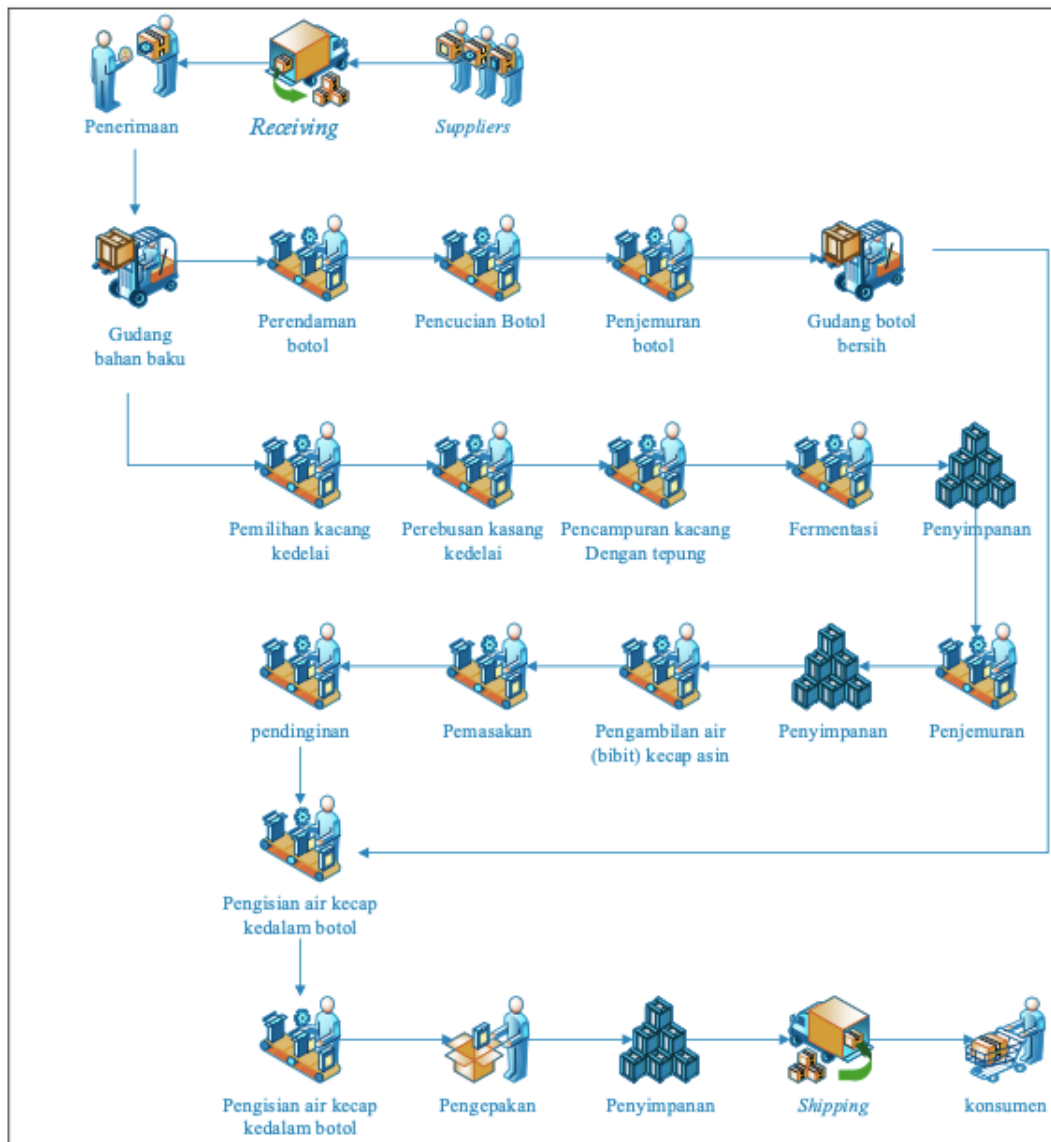 Penerimaan
Receiving
Suppliers
Gudang
bahan baku
Perendaman
botol
Pencucian Botol
Penjemuran
botol
Gudang botol
bersih
Pemilihan kacang
kedelai
Perebusan kasang
kedelai
Pencampuran kacang
Dengan tepung
Fermentasi
Penyimpanan
pendinginan
Pemasakan
Pengambilan air
(bibit) kecap asin
Penyimpanan
Penjemuran
Pengisian air kecap
kedalam botol
Pengisian air kecap
kedalam botol
Pengepakan
Penyimpanan
Shipping
konsumen